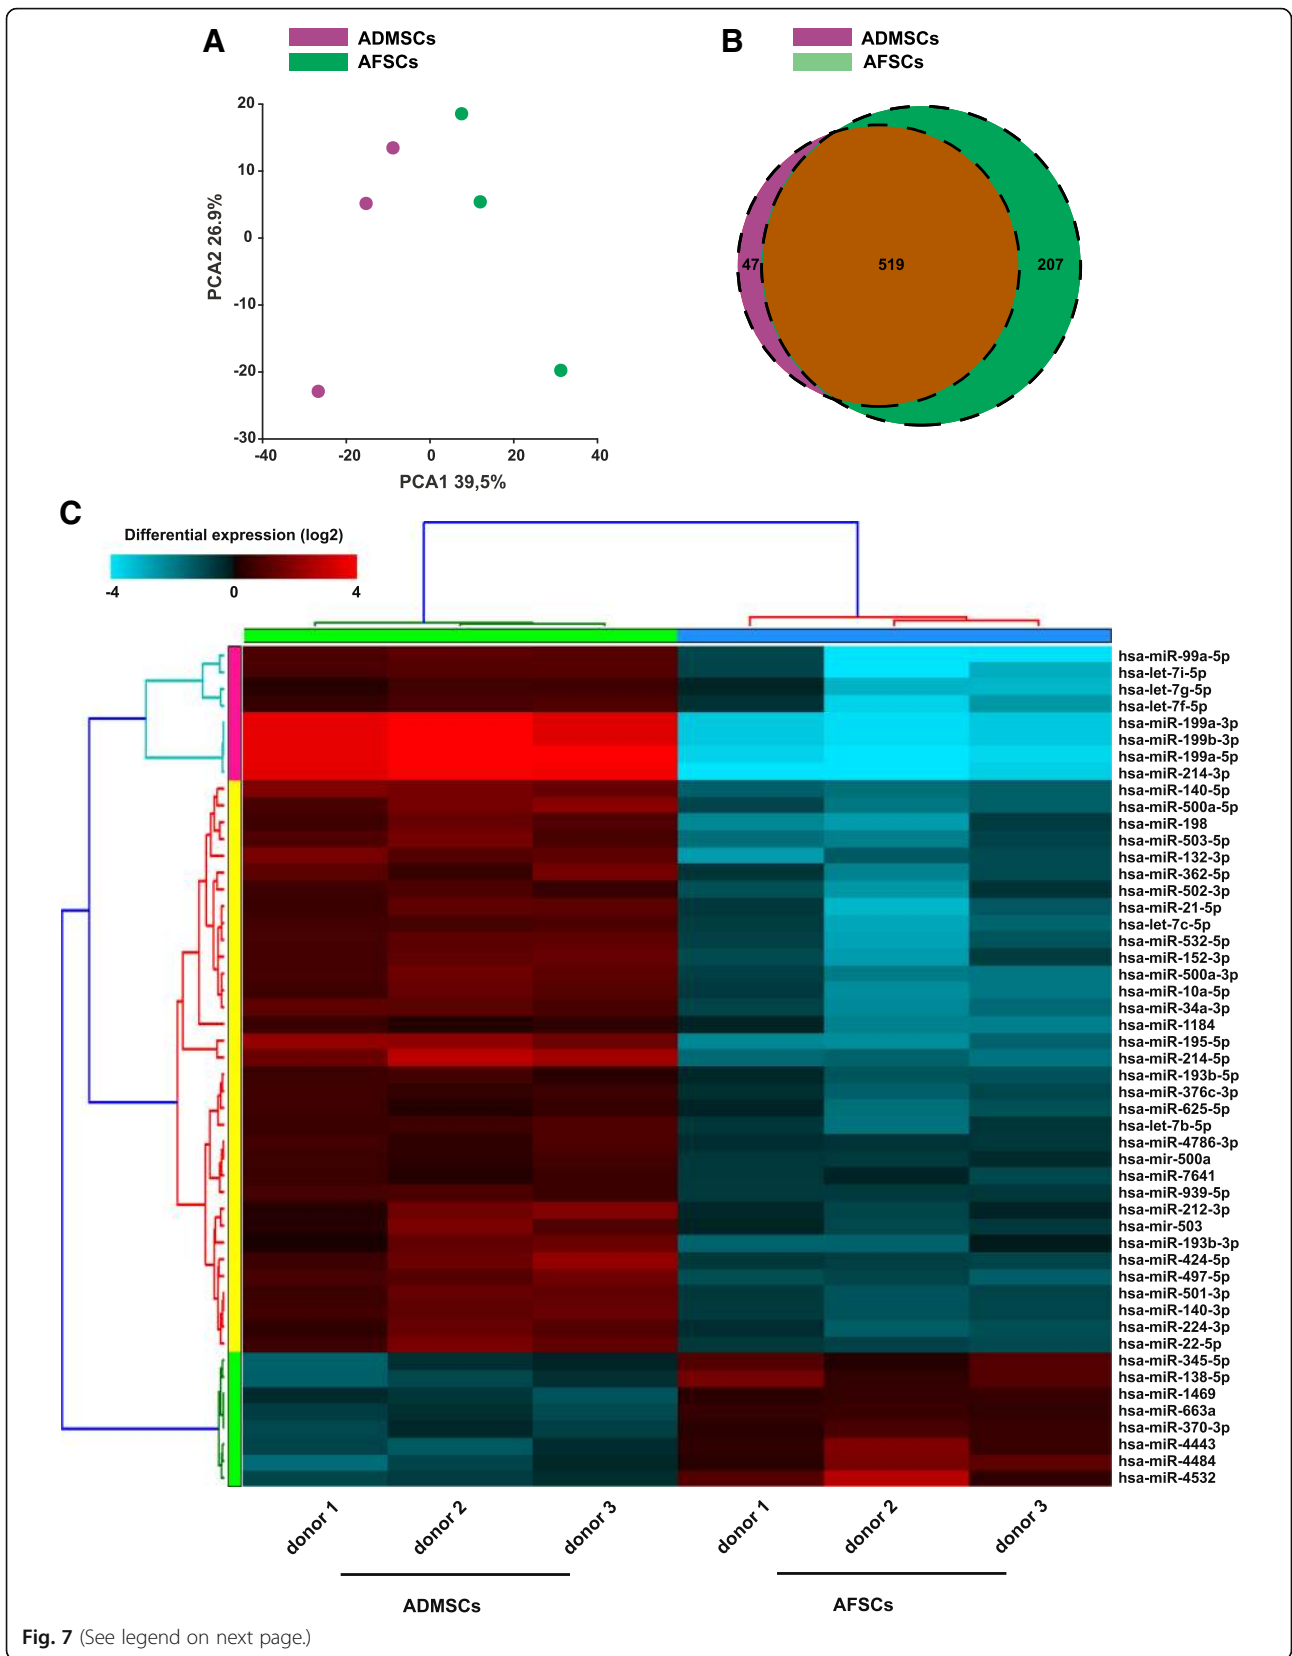 A
ADMSCs
AFSCs
20
10
0
-10
-20
-30
-40
-20
0
20
40
PCA2 26.9%
PCA1 39,5%
B
ADMSCs
AFSCs
47
519
207
C
Differential expression (log2)
-4
0
4
hsa-miR-99a-5p
hsa-let-7i-5p
hsa-let-7g-5p
hsa-let-7f-5p
hsa-miR-199a-3p
hsa-miR-199b-3p
hsa-miR-199a-5p
hsa-miR-214-3p
hsa-miR-140-5p
hsa-miR-500a-5p
hsa-miR-198
hsa-miR-503-5p
hsa-miR-132-3p
hsa-miR-362-5p
hsa-miR-502-3p
hsa-miR-21-5p
hsa-let-7c-5p
hsa-miR-532-5p
hsa-miR-152-3p
hsa-miR-500a-3p
hsa-miR-10a-5p
hsa-miR-34a-3p
hsa-miR-1184
hsa-miR-195-5p
hsa-miR-214-5p
hsa-miR-193b-5p
hsa-miR-376c-3p
hsa-miR-625-5p
hsa-let-7b-5p
hsa-miR-4786-3p
hsa-mir-500a
hsa-miR-7641
hsa-miR-939-5p
hsa-miR-212-3p
hsa-mir-503
hsa-miR-193b-3p
hsa-miR-424-5p
hsa-miR-497-5p
hsa-miR-501-3p
hsa-miR-140-3p
hsa-miR-224-3p
hsa-miR-22-5p
hsa-miR-345-5p
hsa-miR-138-5p
hsa-miR-1469
hsa-miR-663a
hsa-miR-370-3p
hsa-miR-4443
hsa-miR-4484
hsa-miR-4532
donor 1
donor 2
donor 3
donor 1
donor 2
donor 3
ADMSCs
AFSCs
Fig. 7 (See legend on next page.)